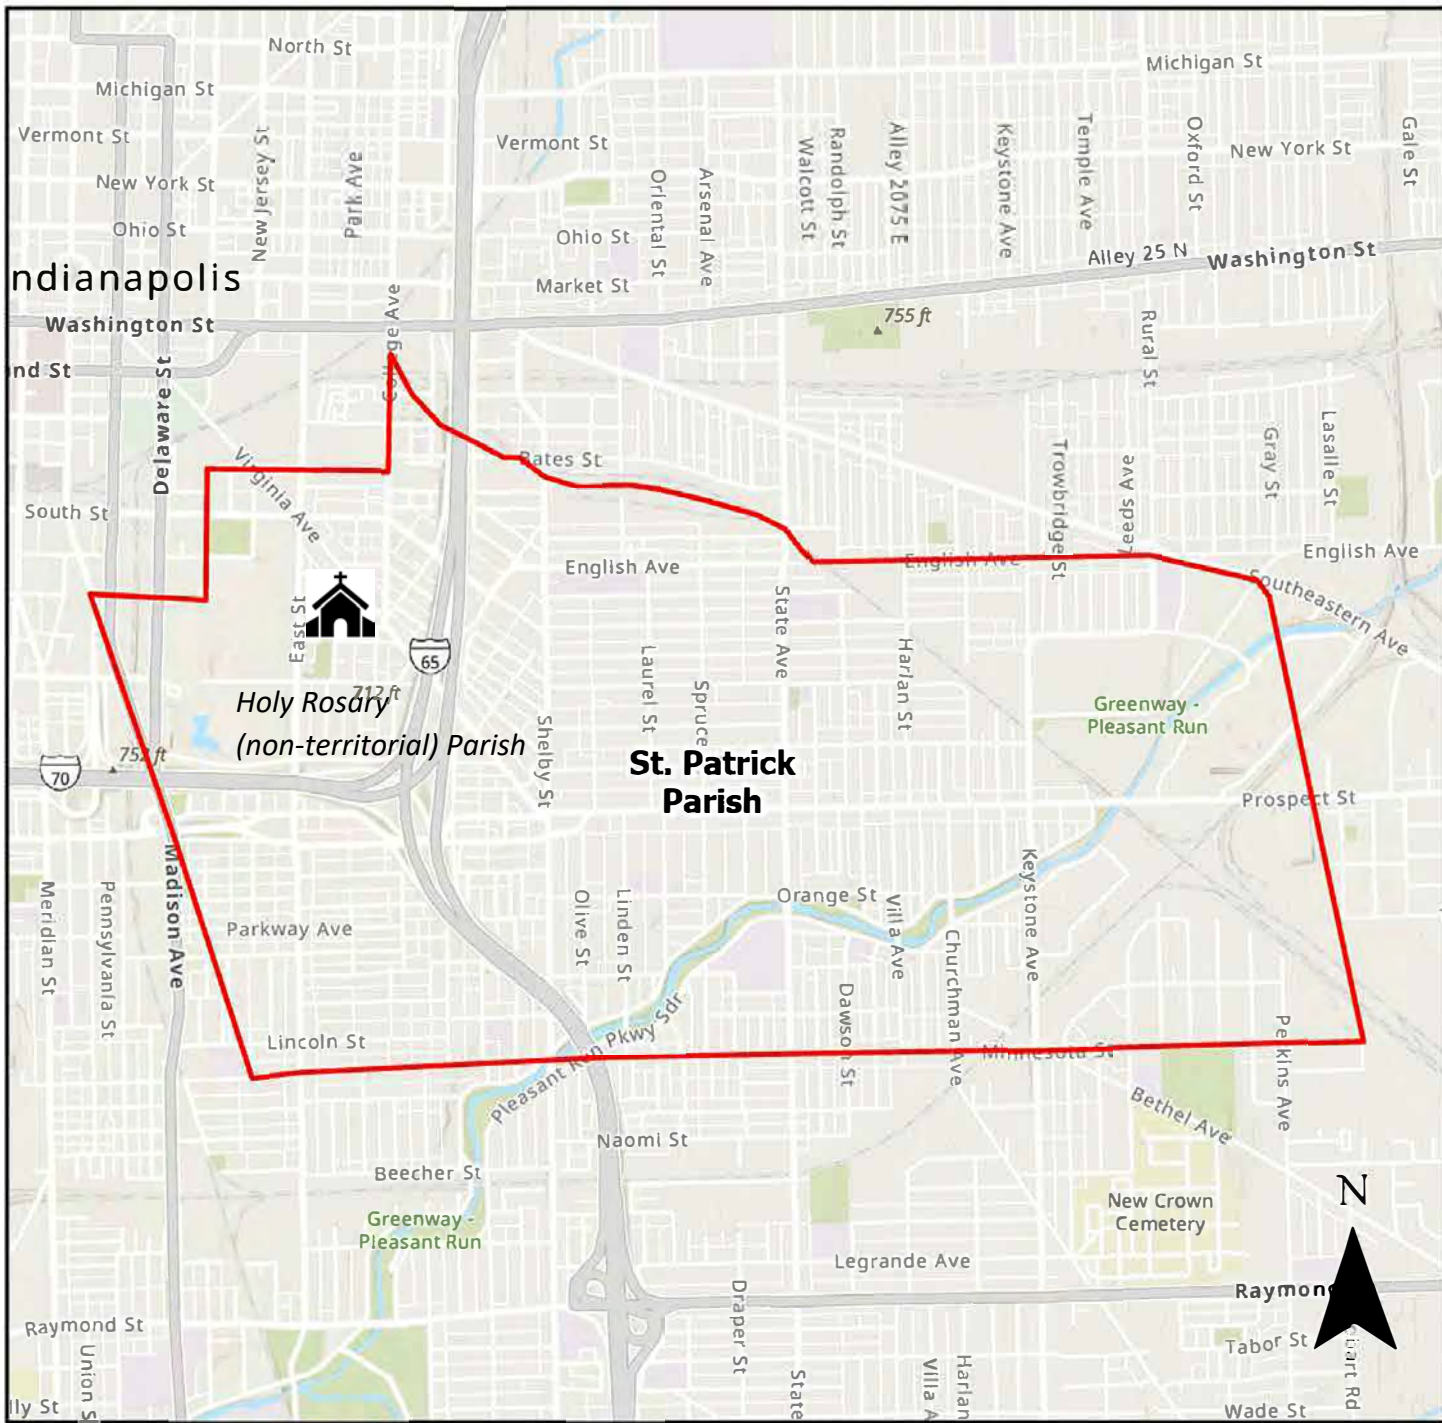 North St
Michigan St
Michigan St
Vermont St
Vermont St
New York St
New York St
Ohio St
Ohio St
Market St
New Jersey St
Park Ave
Oriental St
Arsenal Ave
Walcott St
Randolph St
Alley 2075 E
Keystone Ave
Temple Ave
Oxford St
Gale St
Alley 25 N
Washington St
ndianapolis
Washington St
nd St
College Ave
755 ft
Rural St
Delaware St
Virginia Ave
Bates St
Trowbridge St
Leeds Ave
Gray St
Lasalle St
South St
English Ave
English Ave
English Ave
Southeastern Ave
East St
65
State Ave
Laurel St
Spruce
Harlan St
Greenway -
Pleasant Run
712 ft
Holy Rosary
(non-territorial) Parish
752 ft
70
Shelby St
St. Patrick
Parish
Prospect St
Madison Ave
Meridian St
Pennsylvania St
Parkway Ave
Olive St
Linden St
Orange St
Villa Ave
Keystone Ave
Churchman Ave
Dawson St
Lincoln St
Pleasant Run Pkwy Sdr
Minnesota St
Perkins Ave
Bethel Ave
Naomi St
Beecher St
Greenway -
Pleasant Run
New Crown
Cemetery
N
Legrande Ave
Raymon
Raymond St
Draper St
Tabor St
Union S
State
Villa A
Harlan
lly St
Wade St